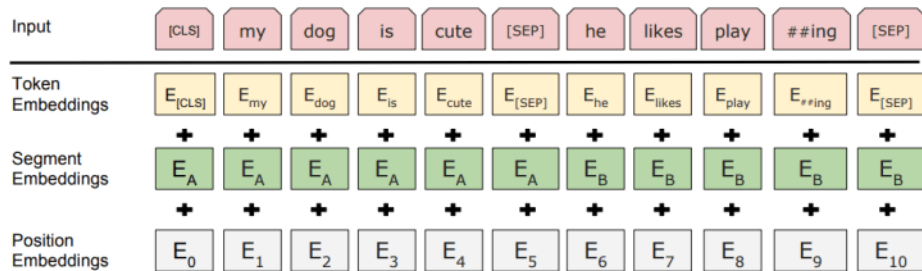 Input [CLS] my dog is cute [SEP] he likes play ##ing [SEP]
Token
Embeddings
E[CLS] Emy Edog Eis Ecute E[SEP] Ehe Elikes Eplay E##ing E[SEP]
+ + + + + + + + + + +
Segment
Embeddings
EA EA EA EA EA EA EB EB EB EB EB
+ + + + + + + + + + +
Position
Embeddings
E0 E1 E2 E3 E4 E5 E6 E7 E8 E9 E10